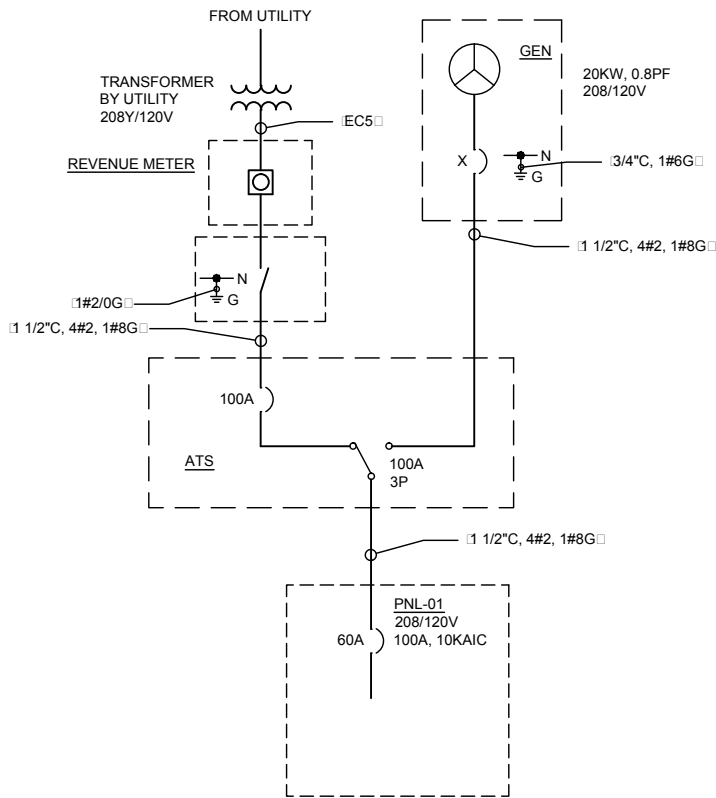 FROM UTILITY
TRANSFORMER
BY UTILITY
208Y/120V
EC5
REVENUE METER
GEN
20KW, 0.8PF
208/120V
X
N
G
3/4"C, 1#6G
1 1/2"C, 4#2, 1#8G
N
G
1#2/0G
1 1/2"C, 4#2, 1#8G
100A
ATS
100A
3P
1 1/2"C, 4#2, 1#8G
PNL-01
208/120V
60A
100A, 10KAIC